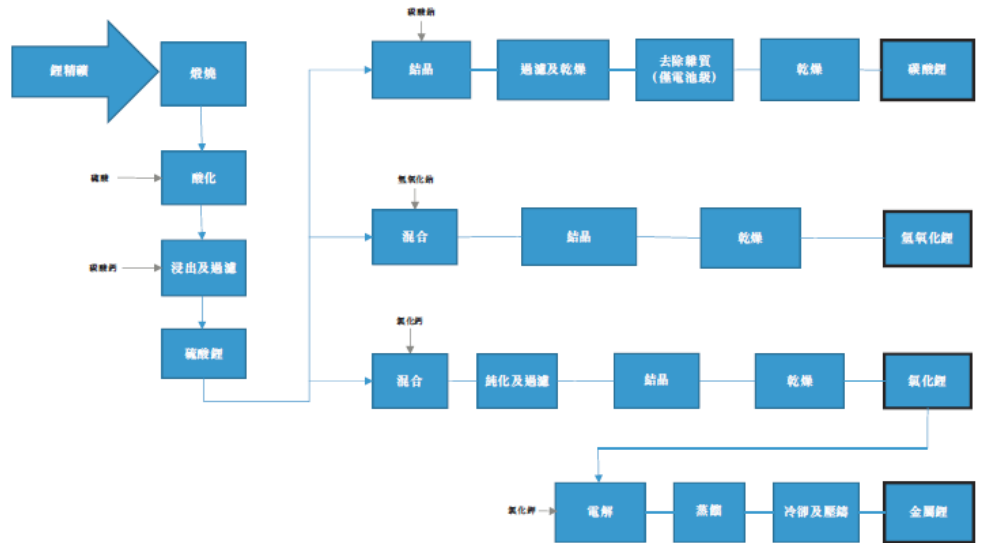 鋰精礦
煅燒
硫酸
酸化
碳酸鈣
浸出及過濾
硫酸鋰
碳酸鈉
結晶
過濾及乾燥
去除雜質
(僅電池級)
乾燥
碳酸鋰
氫氧化鈉
混合
結晶
乾燥
氫氧化鋰
氯化鈣
混合
純化及過濾
結晶
乾燥
氯化鋰
氯化鉀
電解
蒸餾
冷卻及壓鑄
金屬鋰